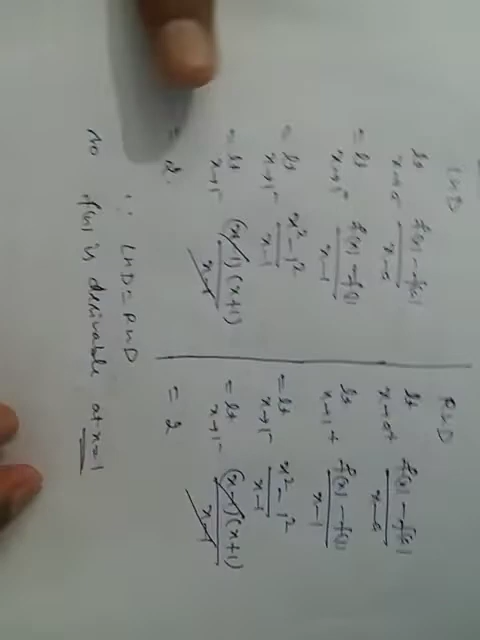 LHD
lt x→a- f(x)-f(a) / x-a
= lt x→1- f(x)-f(1) / x-1
= lt x→1- x²-1² / x-1
= lt x→1- (x-1)(x+1) / x-1
= 2.
RHD
lt x→a+ f(x)-f(a) / x-a
lt x→1+ f(x)-f(1) / x-1
= lt x→1- x²-1² / x-1
= lt x→1- (x-1)(x+1) / x-1
= 2
∵ LHD = RHD
so f(x) is derivable at x=1